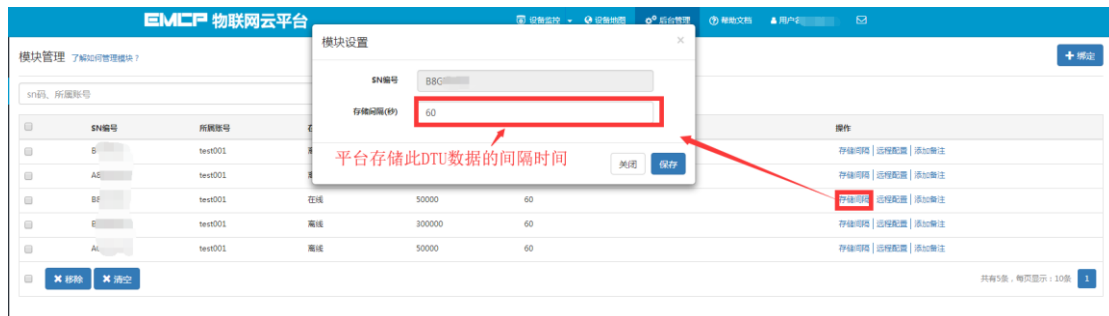 EMCP 物联网云平台
设备监控 设备地图 后台管理 帮助文档 用户名
模块管理 了解如何管理模块？
绑定
模块设置 ×
SN编号 B8G
存储间隔(秒) 60
平台存储此DTU数据的间隔时间
关闭 保存
sn码、所属账号
SN编号 所属账号 操作
test001 存储间隔 | 远程配置 | 添加备注
test001 存储间隔 | 远程配置 | 添加备注
test001 在线 50000 60 存储间隔 | 远程配置 | 添加备注
test001 离线 300000 60 存储间隔 | 远程配置 | 添加备注
test001 离线 50000 60 存储间隔 | 远程配置 | 添加备注
移除 清空 共有5条，每页显示：10条 1